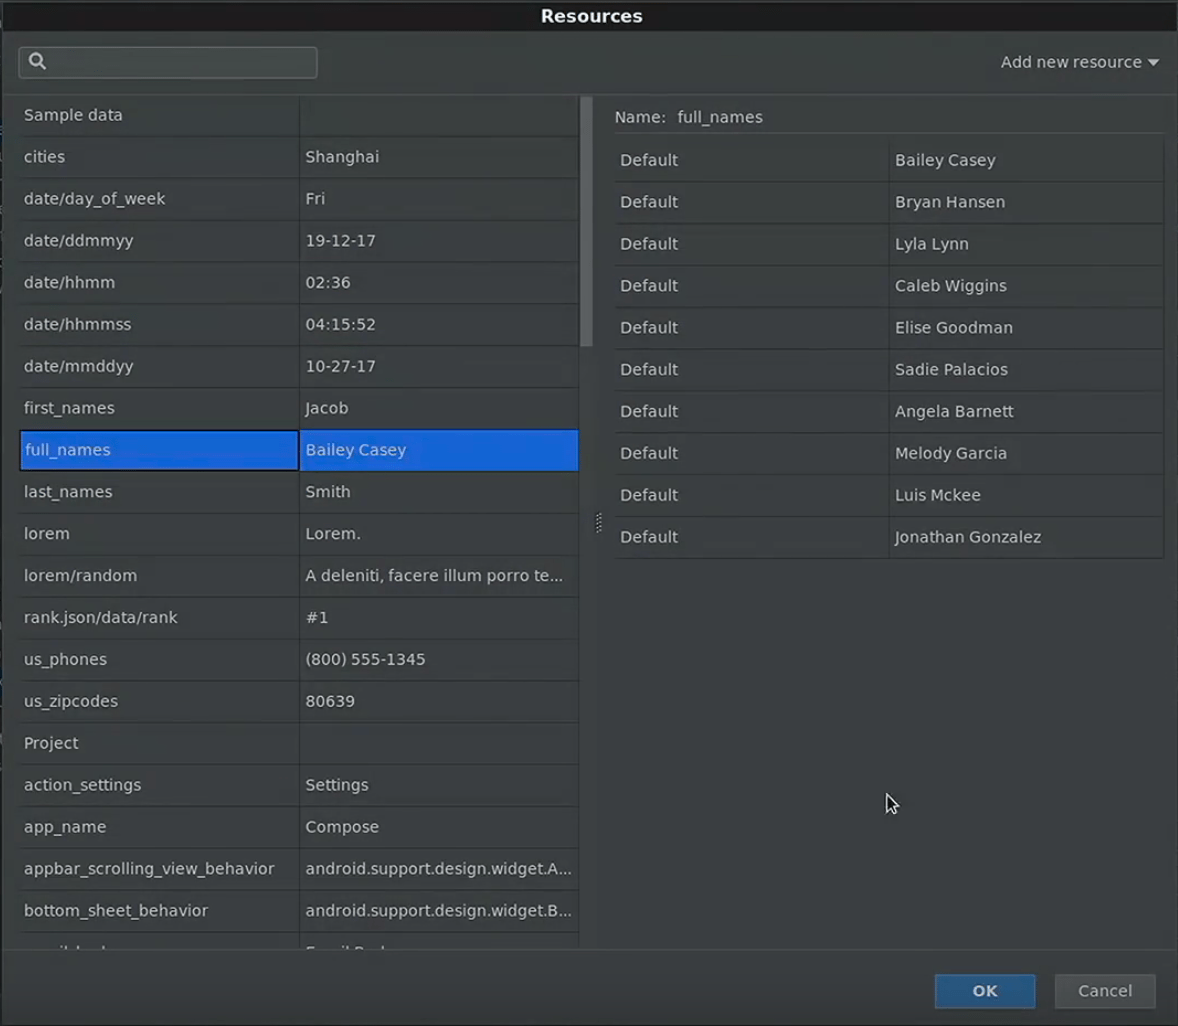 Resources
Add new resource
Sample data
cities Shanghai
date/day_of_week Fri
date/ddmmyy 19-12-17
date/hhmm 02:36
date/hhmmss 04:15:52
date/mmddyy 10-27-17
first_names Jacob
full_names Bailey Casey
last_names Smith
lorem Lorem.
lorem/random A deleniti, facere illum porro te...
rank.json/data/rank #1
us_phones (800) 555-1345
us_zipcodes 80639
Project
action_settings Settings
app_name Compose
appbar_scrolling_view_behavior android.support.design.widget.A...
bottom_sheet_behavior android.support.design.widget.B...
Name: full_names
Default Bailey Casey
Default Bryan Hansen
Default Lyla Lynn
Default Caleb Wiggins
Default Elise Goodman
Default Sadie Palacios
Default Angela Barnett
Default Melody Garcia
Default Luis Mckee
Default Jonathan Gonzalez
OK Cancel